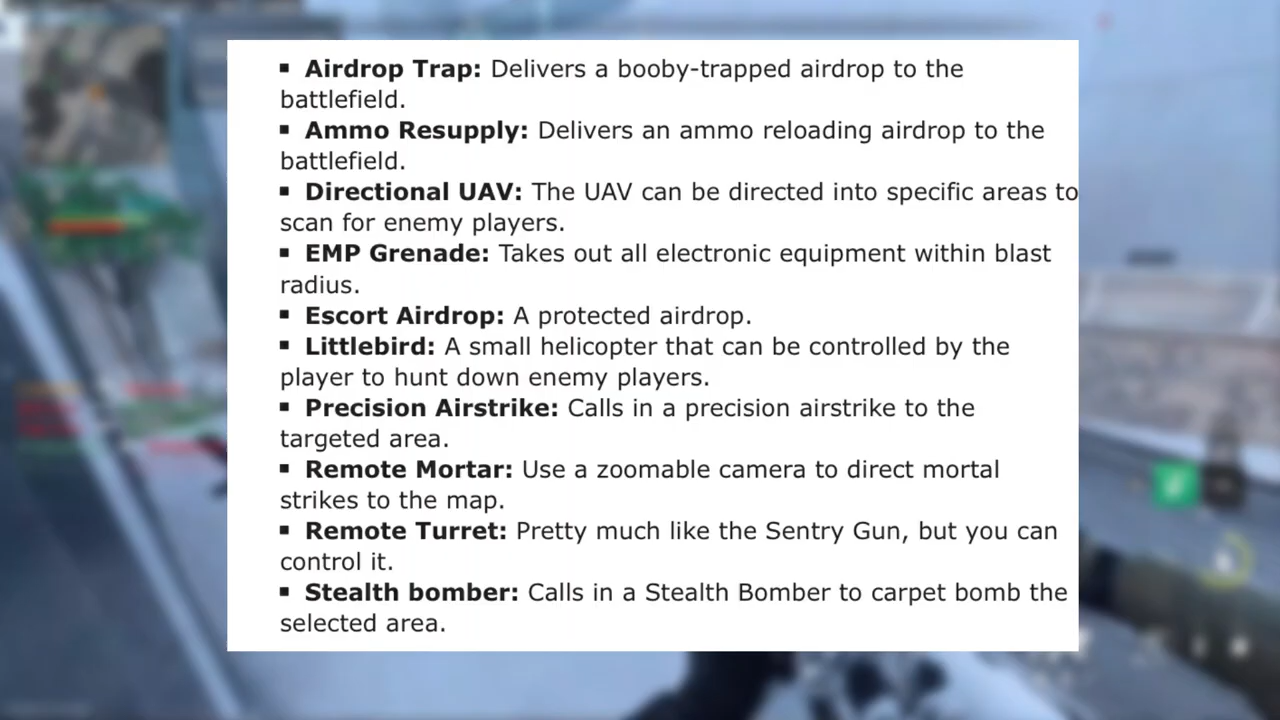 ▪ Airdrop Trap: Delivers a booby-trapped airdrop to the
battlefield.
▪ Ammo Resupply: Delivers an ammo reloading airdrop to the
battlefield.
▪ Directional UAV: The UAV can be directed into specific areas to
scan for enemy players.
▪ EMP Grenade: Takes out all electronic equipment within blast
radius.
▪ Escort Airdrop: A protected airdrop.
▪ Littlebird: A small helicopter that can be controlled by the
player to hunt down enemy players.
▪ Precision Airstrike: Calls in a precision airstrike to the
targeted area.
▪ Remote Mortar: Use a zoomable camera to direct mortal
strikes to the map.
▪ Remote Turret: Pretty much like the Sentry Gun, but you can
control it.
▪ Stealth bomber: Calls in a Stealth Bomber to carpet bomb the
selected area.